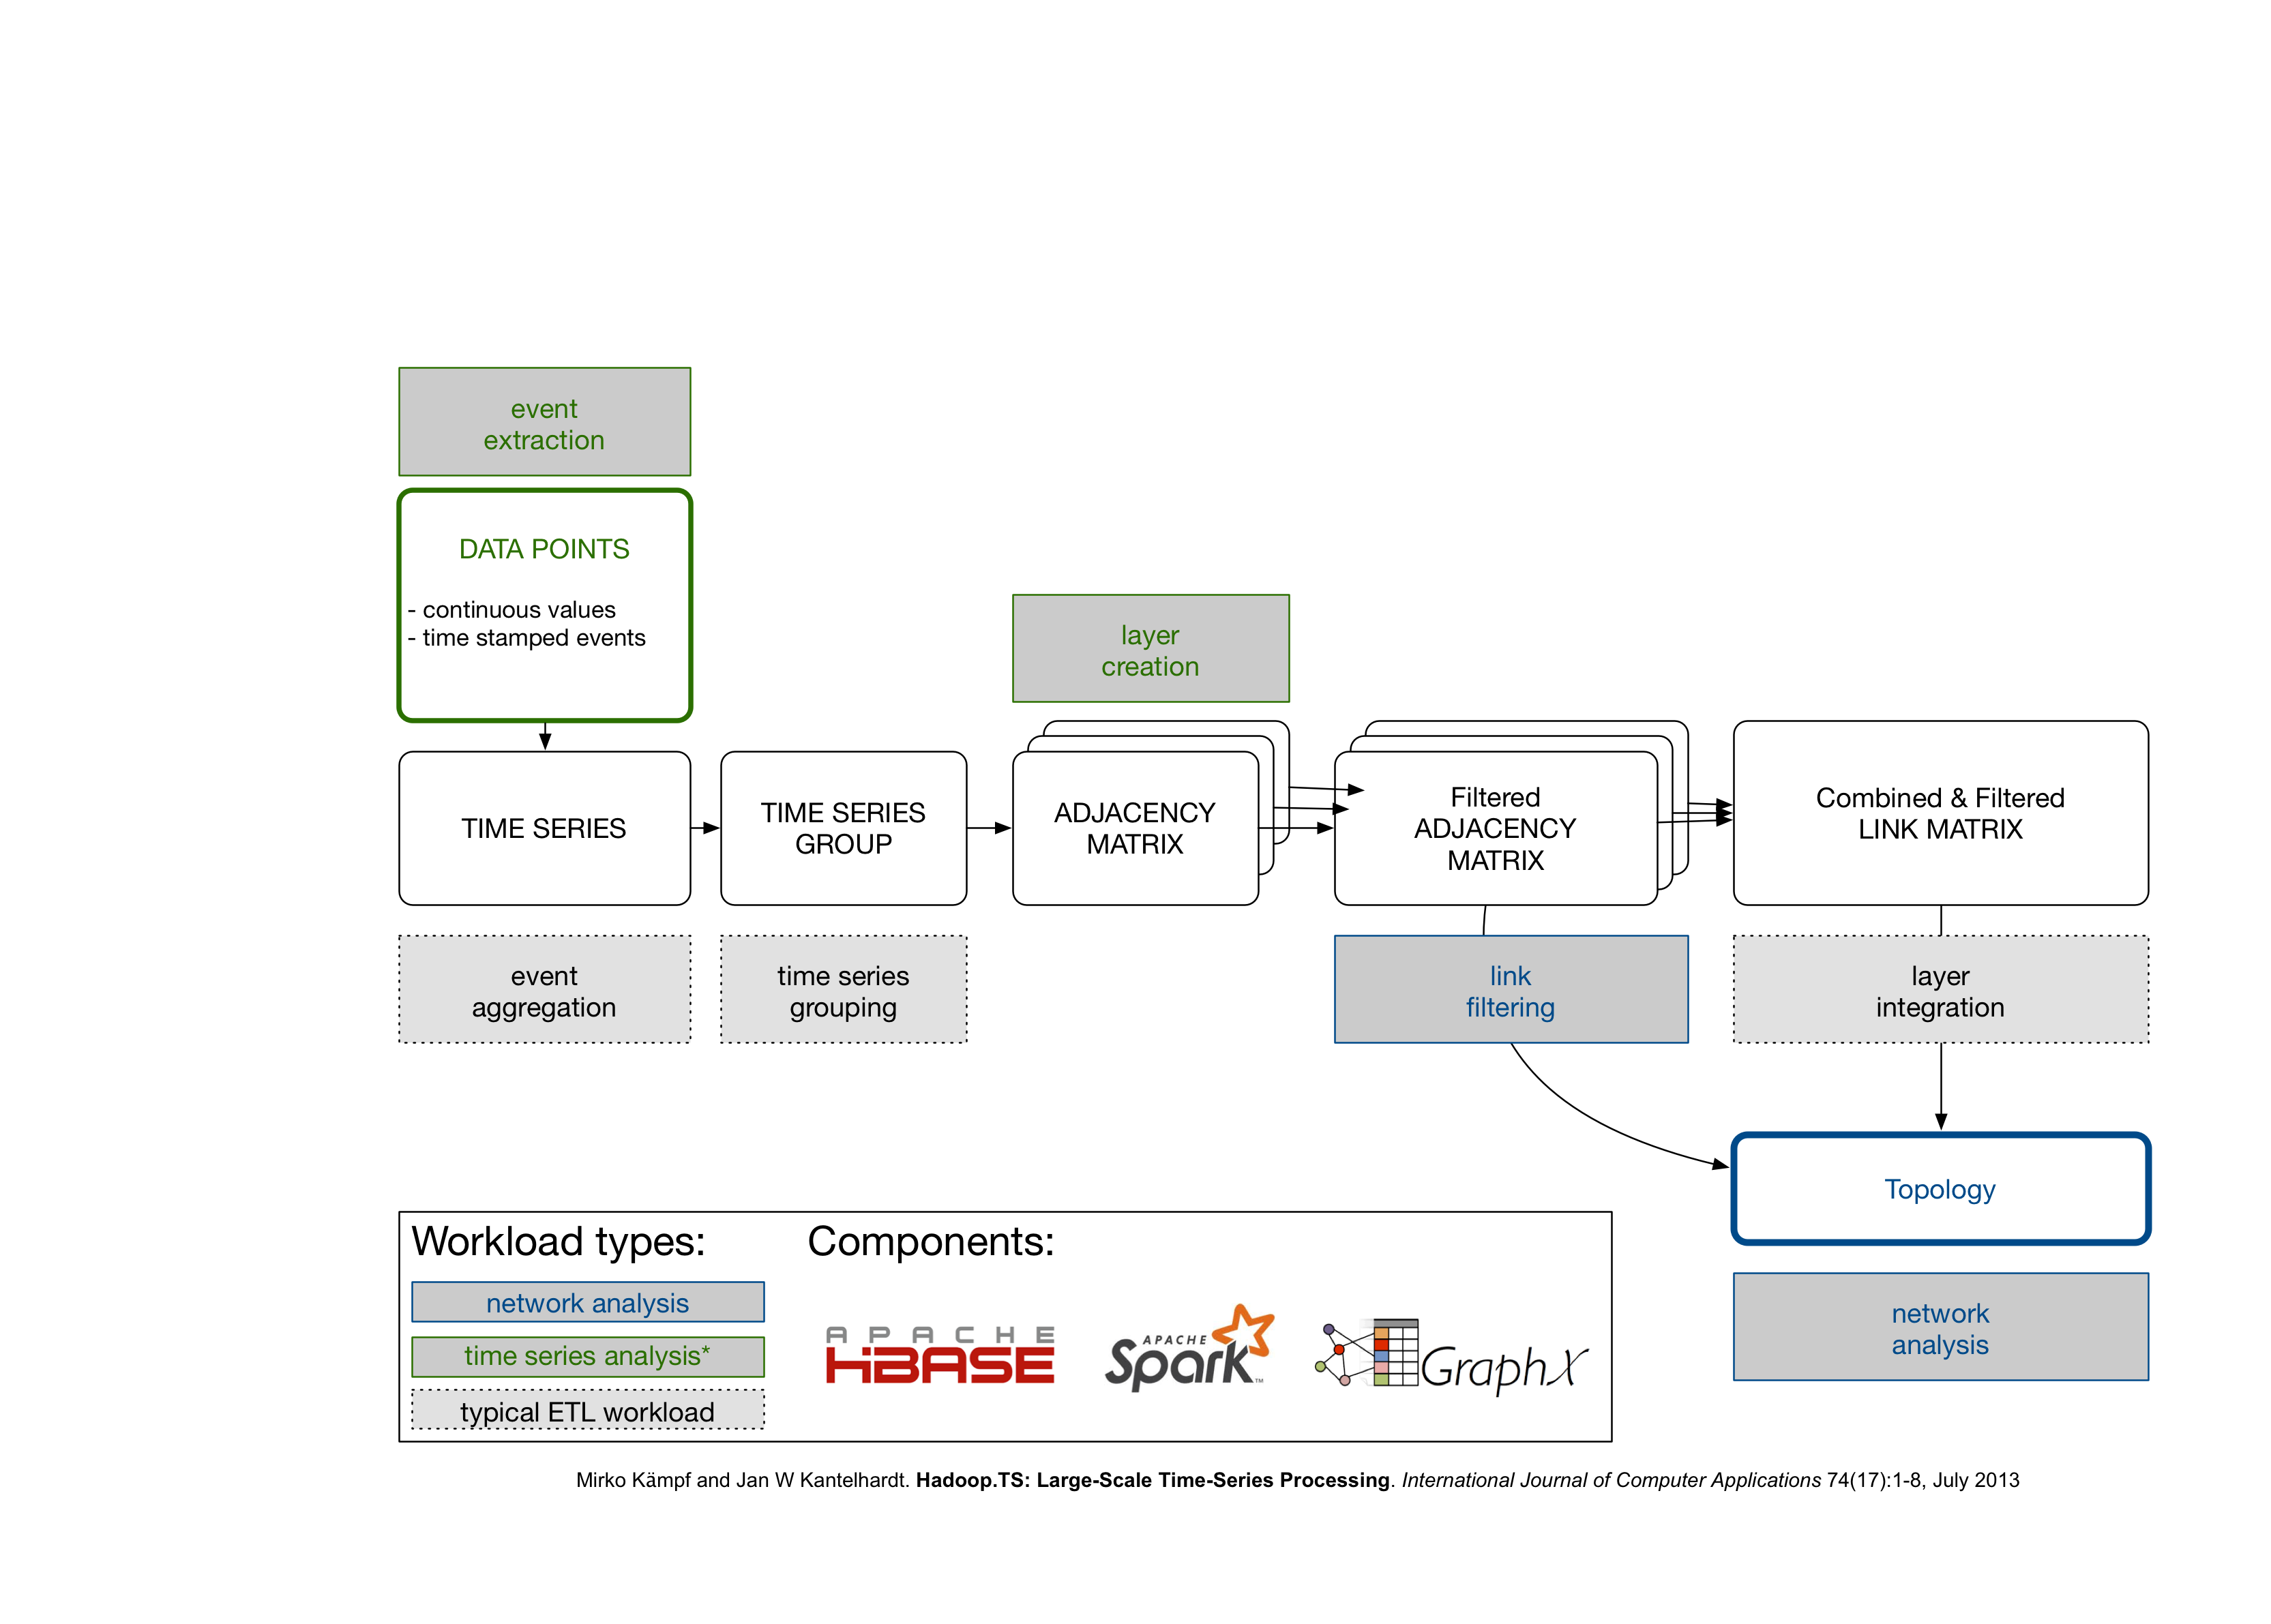 event
extraction
DATA POINTS
- continuous values
- time stamped events
layer
creation
TIME SERIES
TIME SERIES
GROUP
ADJACENCY
MATRIX
Filtered
ADJACENCY
MATRIX
Combined & Filtered
LINK MATRIX
event
aggregation
time series
grouping
link
filtering
layer
integration
Topology
network
analysis
Workload types:
network analysis
time series analysis*
typical ETL workload
Components:
APACHE
HBASE
APACHE
Spark™
GraphX
Mirko Kämpf and Jan W Kantelhardt. Hadoop.TS: Large-Scale Time-Series Processing. International Journal of Computer Applications 74(17):1-8, July 2013